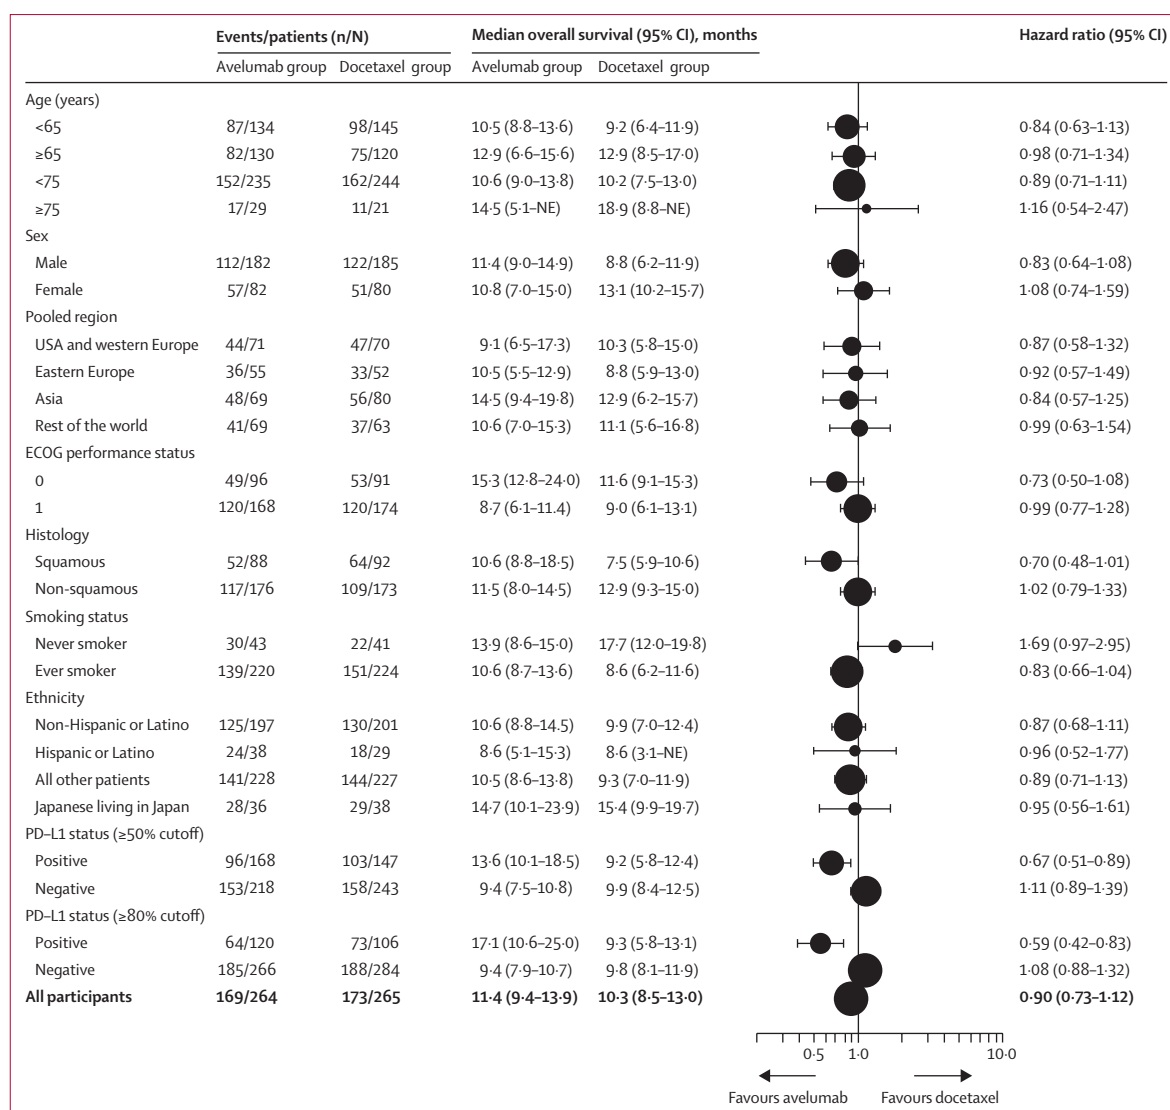 Events/patients (n/N) Median overall survival (95% CI), months Hazard ratio (95% CI)
Avelumab group Docetaxel group Avelumab group Docetaxel group
Age (years)
<65 87/134 98/145 10·5 (8·8–13·6) 9·2 (6·4–11·9) 0·84 (0·63–1·13)
≥65 82/130 75/120 12·9 (6·6–15·6) 12·9 (8·5–17·0) 0·98 (0·71–1·34)
<75 152/235 162/244 10·6 (9·0–13·8) 10·2 (7·5–13·0) 0·89 (0·71–1·11)
≥75 17/29 11/21 14·5 (5·1–NE) 18·9 (8·8–NE) 1·16 (0·54–2·47)
Sex
Male 112/182 122/185 11·4 (9·0–14·9) 8·8 (6·2–11·9) 0·83 (0·64–1·08)
Female 57/82 51/80 10·8 (7·0–15·0) 13·1 (10·2–15·7) 1·08 (0·74–1·59)
Pooled region
USA and western Europe 44/71 47/70 9·1 (6·5–17·3) 10·3 (5·8–15·0) 0·87 (0·58–1·32)
Eastern Europe 36/55 33/52 10·5 (5·5–12·9) 8·8 (5·9–13·0) 0·92 (0·57–1·49)
Asia 48/69 56/80 14·5 (9·4–19·8) 12·9 (6·2–15·7) 0·84 (0·57–1·25)
Rest of the world 41/69 37/63 10·6 (7·0–15·3) 11·1 (5·6–16·8) 0·99 (0·63–1·54)
ECOG performance status
0 49/96 53/91 15·3 (12·8–24·0) 11·6 (9·1–15·3) 0·73 (0·50–1·08)
1 120/168 120/174 8·7 (6·1–11·4) 9·0 (6·1–13·1) 0·99 (0·77–1·28)
Histology
Squamous 52/88 64/92 10·6 (8·8–18·5) 7·5 (5·9–10·6) 0·70 (0·48–1·01)
Non-squamous 117/176 109/173 11·5 (8·0–14·5) 12·9 (9·3–15·0) 1·02 (0·79–1·33)
Smoking status
Never smoker 30/43 22/41 13·9 (8·6–15·0) 17·7 (12·0–19·8) 1·69 (0·97–2·95)
Ever smoker 139/220 151/224 10·6 (8·7–13·6) 8·6 (6·2–11·6) 0·83 (0·66–1·04)
Ethnicity
Non-Hispanic or Latino 125/197 130/201 10·6 (8·8–14·5) 9·9 (7·0–12·4) 0·87 (0·68–1·11)
Hispanic or Latino 24/38 18/29 8·6 (5·1–15·3) 8·6 (3·1–NE) 0·96 (0·52–1·77)
All other patients 141/228 144/227 10·5 (8·6–13·8) 9·3 (7·0–11·9) 0·89 (0·71–1·13)
Japanese living in Japan 28/36 29/38 14·7 (10·1–23·9) 15·4 (9·9–19·7) 0·95 (0·56–1·61)
PD–L1 status (≥50% cutoff)
Positive 96/168 103/147 13·6 (10·1–18·5) 9·2 (5·8–12·4) 0·67 (0·51–0·89)
Negative 153/218 158/243 9·4 (7·5–10·8) 9·9 (8·4–12·5) 1·11 (0·89–1·39)
PD–L1 status (≥80% cutoff)
Positive 64/120 73/106 17·1 (10·6–25·0) 9·3 (5·8–13·1) 0·59 (0·42–0·83)
Negative 185/266 188/284 9·4 (7·9–10·7) 9·8 (8·1–11·9) 1·08 (0·88–1·32)
All participants 169/264 173/265 11·4 (9·4–13·9) 10·3 (8·5–13·0) 0·90 (0·73–1·12)
0·5 1·0 10·0
Favours avelumab Favours docetaxel